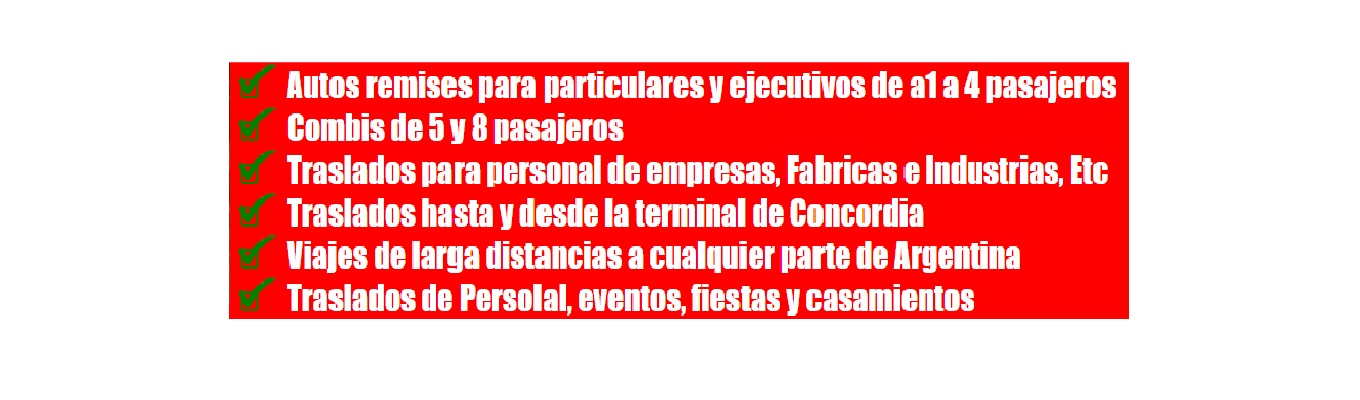 Autos remises para particulares y ejecutivos de a1 a 4 pasajeros
Combis de 5 y 8 pasajeros
Traslados para personal de empresas, Fabricas e Industrias, Etc
Traslados hasta y desde la terminal de Concordia
Viajes de larga distancias a cualquier parte de Argentina
Traslados de Persolal, eventos, fiestas y casamientos